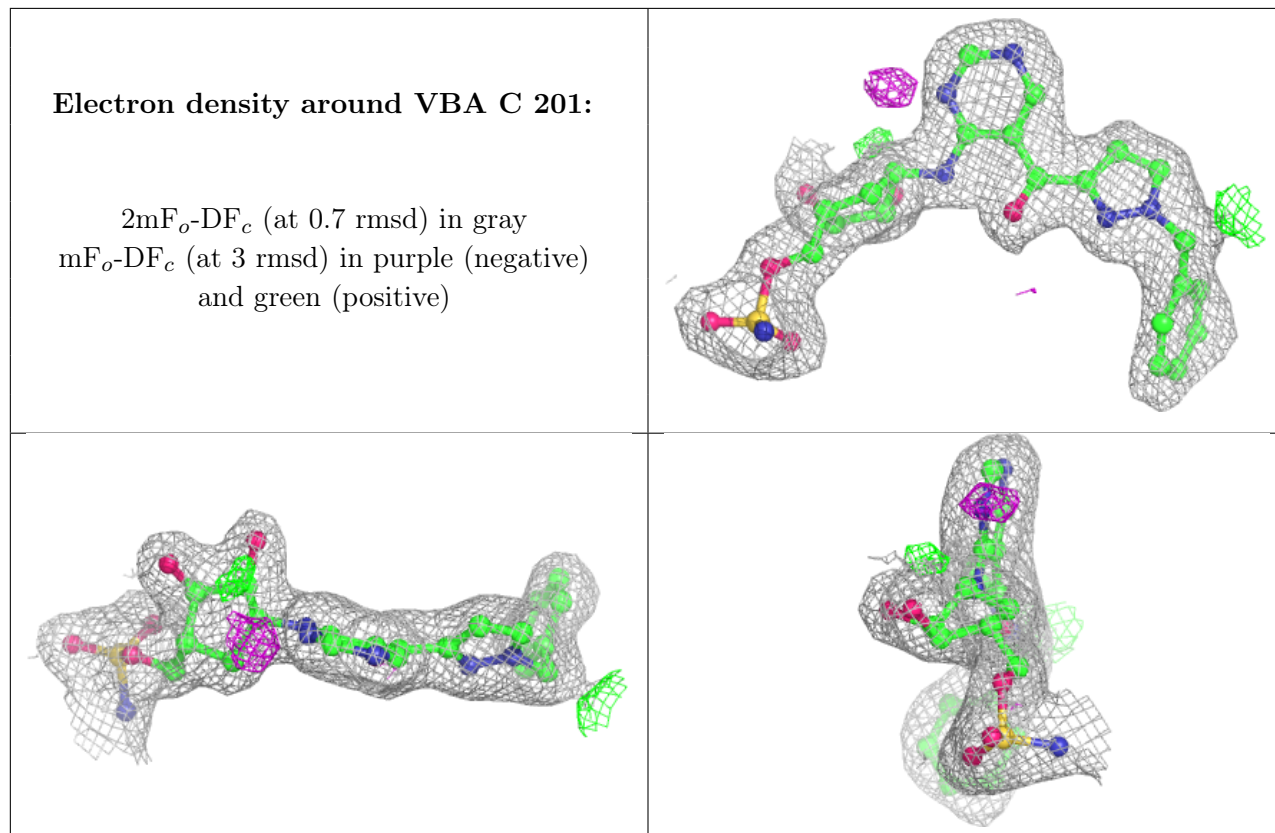 Electron density around VBA C 201:
2mFo-DFc (at 0.7 rmsd) in gray
mFo-DFc (at 3 rmsd) in purple (negative)
and green (positive)